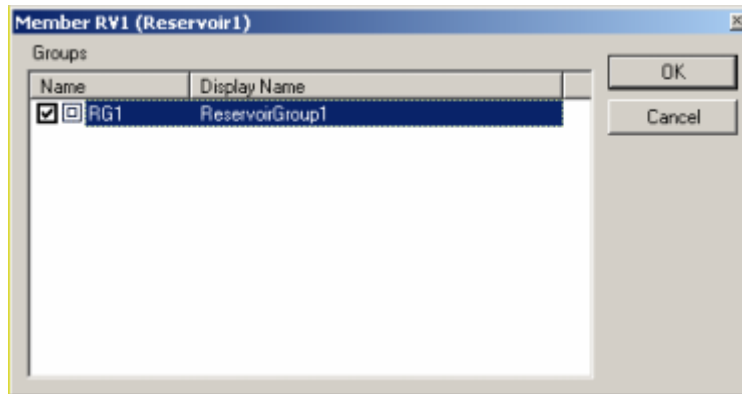 Member RV1 (Reservoir1)
Groups
Name Display Name
RG1 ReservoirGroup1
OK
Cancel